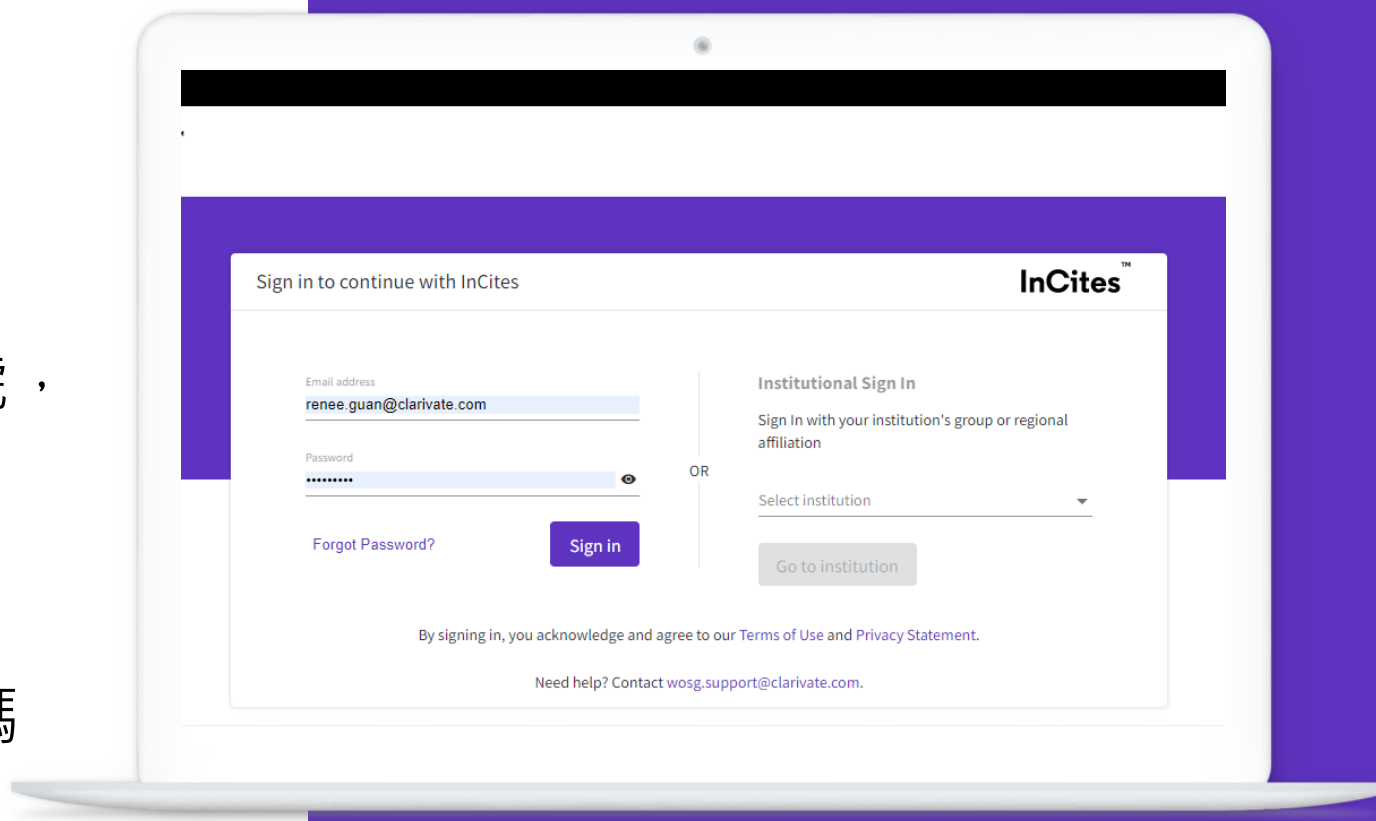 號，
碼
Sign in to continue with InCites
InCites™
Email address
renee.guan@clarivate.com
Password
•••••••••
Forgot Password?
Sign in
OR
Institutional Sign In
Sign In with your institution's group or regional
affiliation
Select institution
Go to institution
By signing in, you acknowledge and agree to our Terms of Use and Privacy Statement.
Need help? Contact wosg.support@clarivate.com.